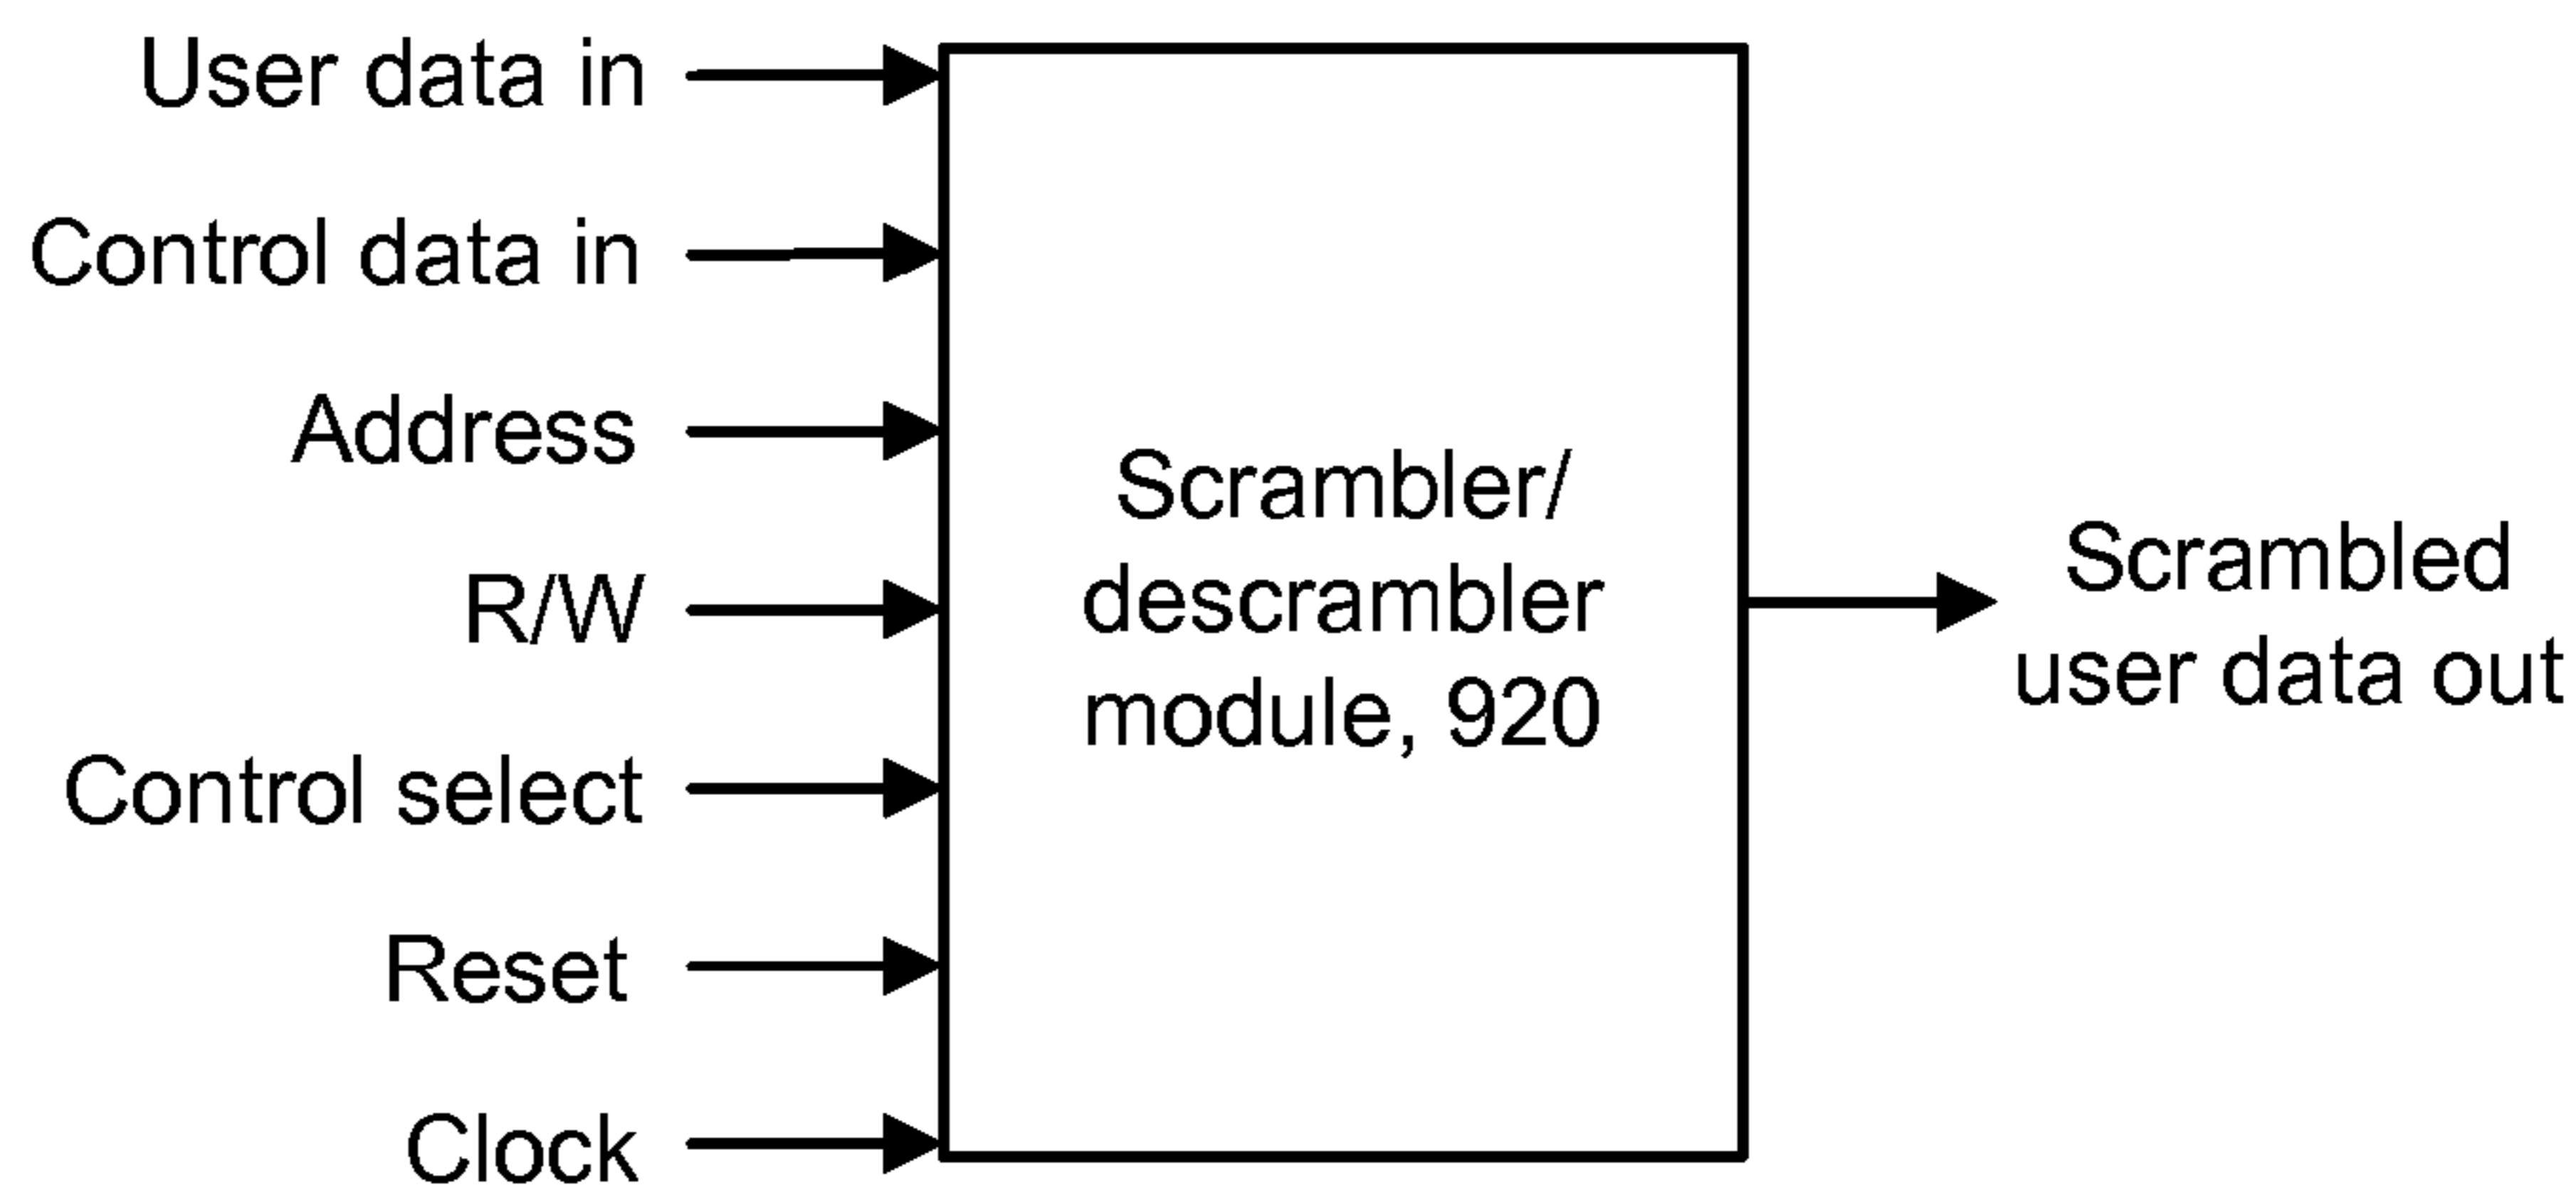 User data in
Control data in
Address
R/W
Control select
Reset
Clock
Scrambler/
descrambler
module, 920
Scrambled
user data out